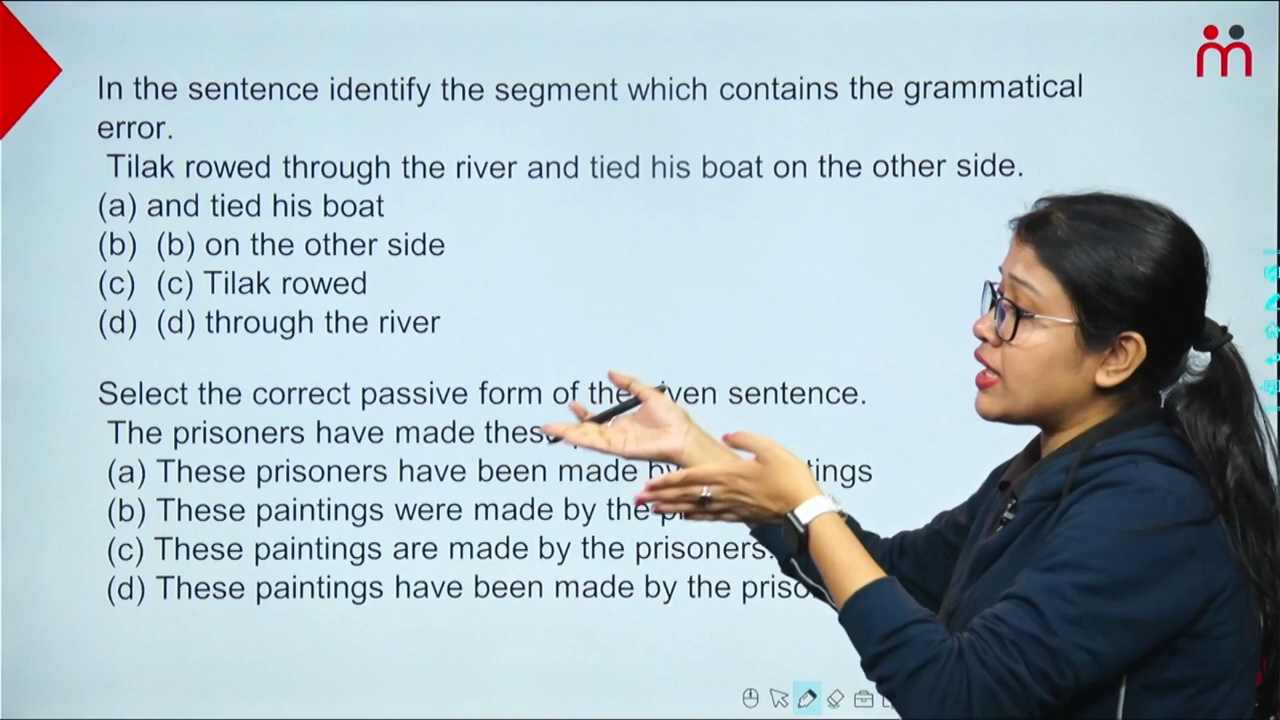 In the sentence identify the segment which contains the grammatical
error.
Tilak rowed through the river and tied his boat on the other side.
(a) and tied his boat
(b) (b) on the other side
(c) (c) Tilak rowed
(d) (d) through the river
Select the correct passive form of the sentence.
The prisoners have made
(a) These prisoners have been made
(b) These paintings were made by the
(c) These paintings are made by the prisoners.
(d) These paintings have been made by the